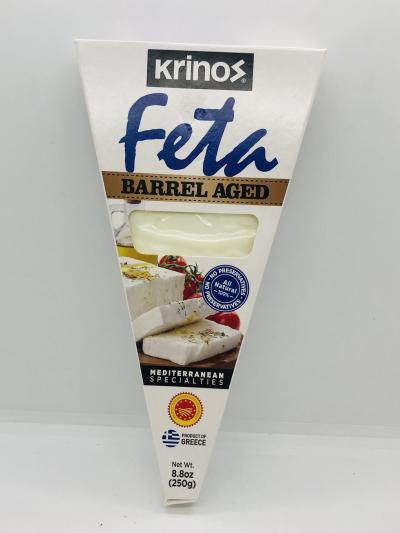 Krinos®
Feta
BARREL AGED
NO PRESERVATIVES
All
Natural
100%
NO PRESERVATIVES
MEDITERRANEAN
SPECIALTIES
PRODUCT OF
GREECE
Net Wt.
8.8oz
(250g)